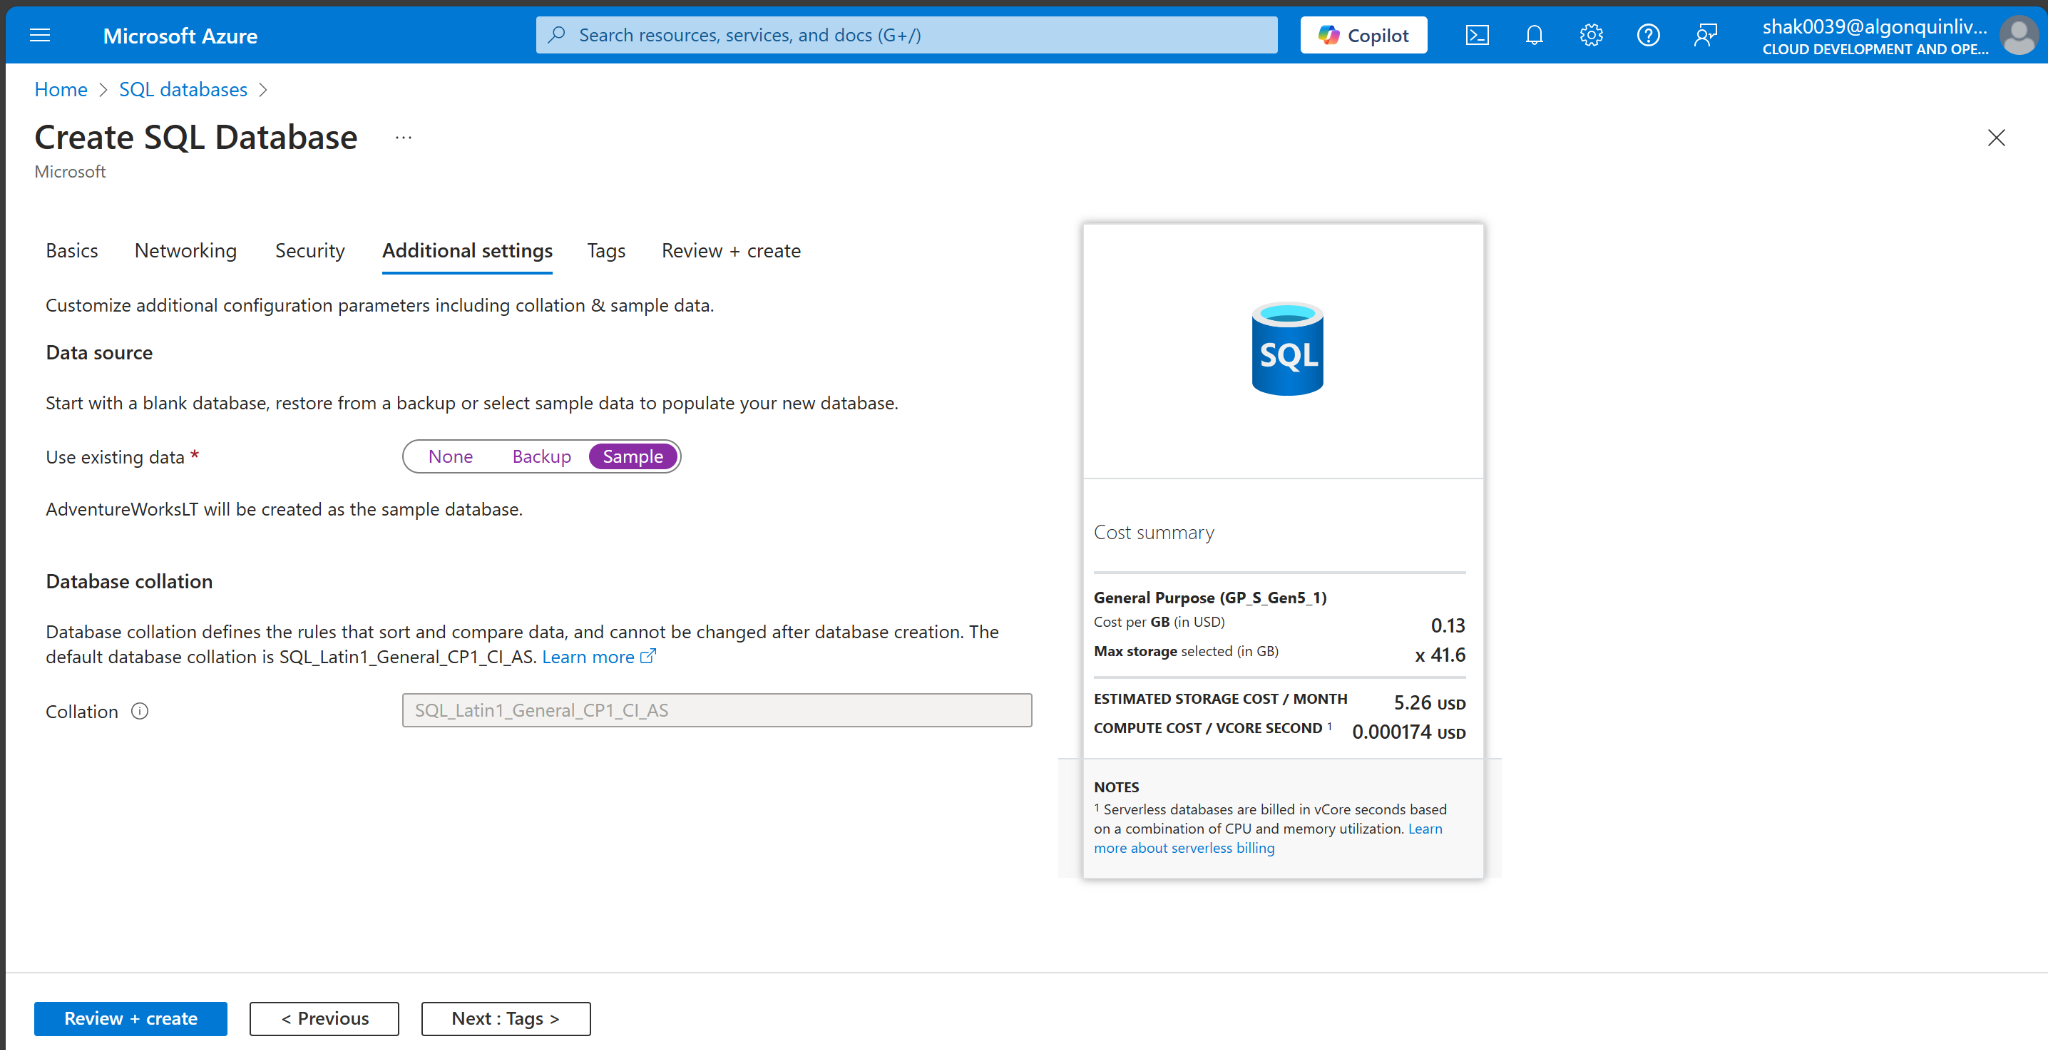 Microsoft Azure
Search resources, services, and docs (G+/)
Copilot
shak0039@algonquinliv...
CLOUD DEVELOPMENT AND OPE...
Home > SQL databases >
Create SQL Database ...
Microsoft
Basics Networking Security Additional settings Tags Review + create
Customize additional configuration parameters including collation & sample data.
Data source
Start with a blank database, restore from a backup or select sample data to populate your new database.
Use existing data * None Backup Sample
AdventureWorksLT will be created as the sample database.
Database collation
Database collation defines the rules that sort and compare data, and cannot be changed after database creation. The
default database collation is SQL_Latin1_General_CP1_CI_AS. Learn more
Collation SQL_Latin1_General_CP1_CI_AS
SQL
Cost summary
General Purpose (GP_S_Gen5_1)
Cost per GB (in USD) 0.13
Max storage selected (in GB) x 41.6
ESTIMATED STORAGE COST / MONTH 5.26 USD
COMPUTE COST / VCORE SECOND ¹ 0.000174 USD
NOTES
¹ Serverless databases are billed in vCore seconds based
on a combination of CPU and memory utilization. Learn
more about serverless billing
Review + create < Previous Next : Tags >